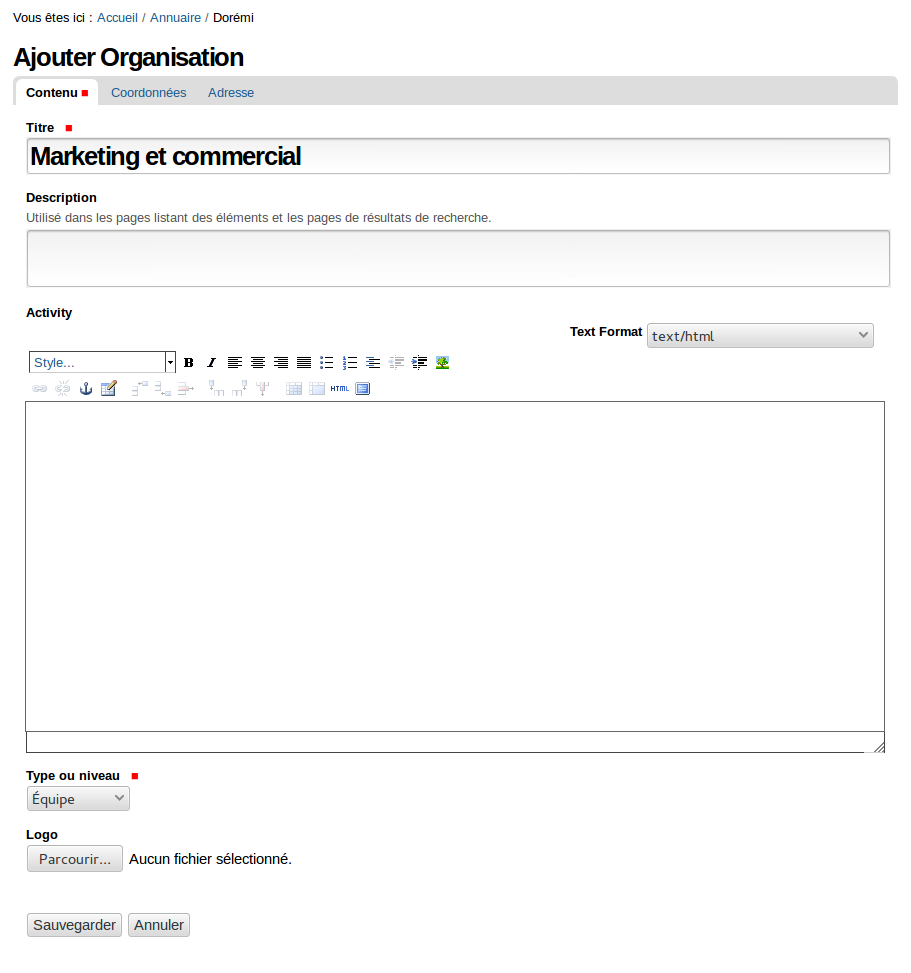 Vous êtes ici : Accueil / Annuaire / Dorémi
Ajouter Organisation
Contenu Coordonnées Adresse
Titre
Marketing et commercial
Description
Utilisé dans les pages listant des éléments et les pages de résultats de recherche.
Activity
Text Format text/html
Style... B I
HTML
Type ou niveau
Équipe
Logo
Parcourir... Aucun fichier sélectionné.
Sauvegarder Annuler